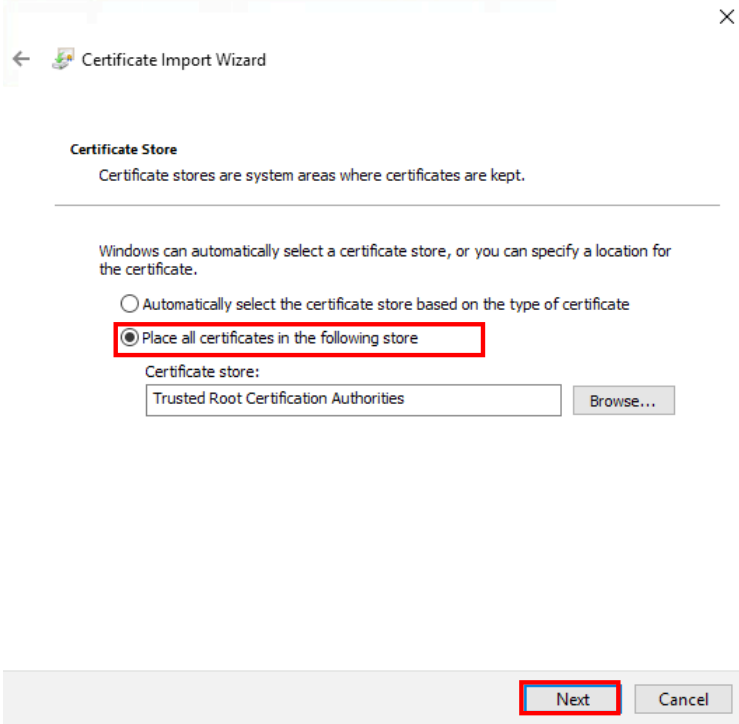 Certificate Import Wizard
Certificate Store
Certificate stores are system areas where certificates are kept.
Windows can automatically select a certificate store, or you can specify a location for
the certificate.
Automatically select the certificate store based on the type of certificate
Place all certificates in the following store
Certificate store:
Trusted Root Certification Authorities
Browse...
Next
Cancel